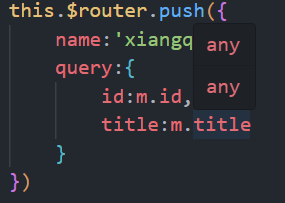 this.$router.push({
name:'xiangq
any
query:{
any
id:m.id,
title:m.title
}
})